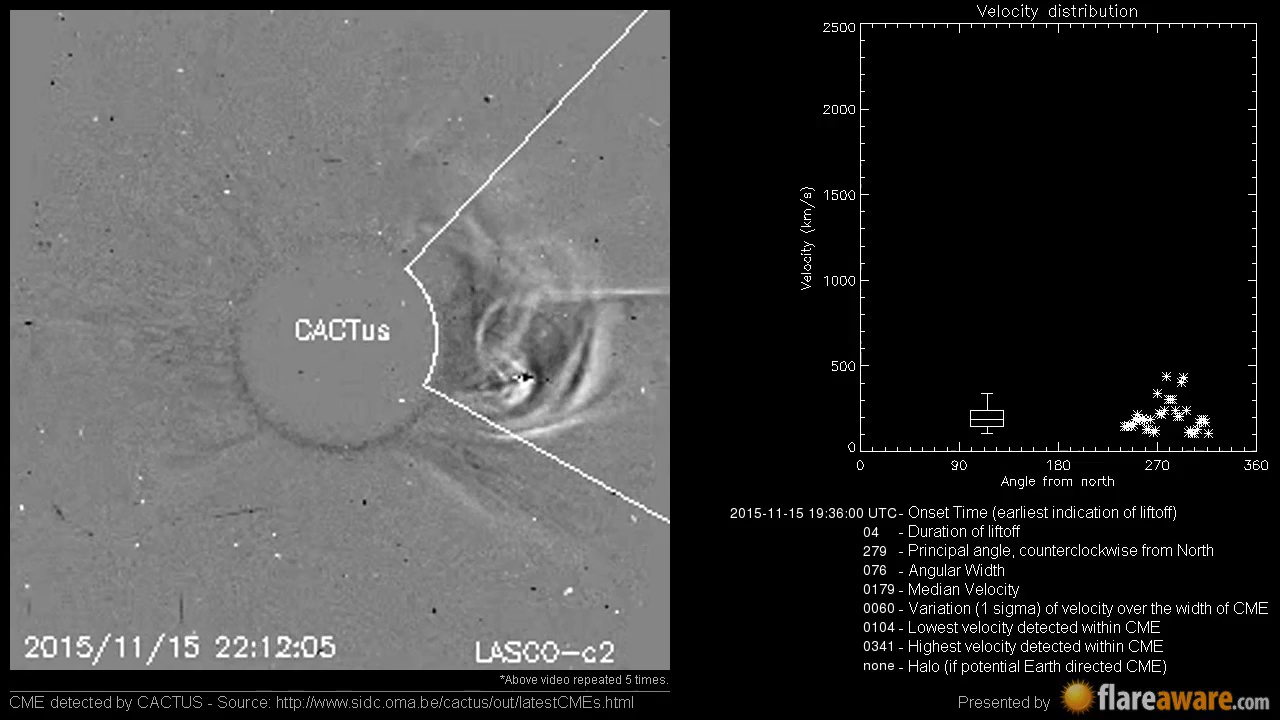 CACTus
2015/11/15 22:12:05
LASCO-c2
*Above video repeated 5 times.
CME detected by CACTUS - Source: http://www.sidc.oma.be/cactus/out/latestCMEs.html
Velocity distribution
2500
2000
1500
1000
500
0
Velocity (km/s)
0 90 180 270 360
Angle from north
2015-11-15 19:36:00 UTC - Onset Time (earliest indication of liftoff)
04 - Duration of liftoff
279 - Principal angle, counterclockwise from North
076 - Angular Width
0179 - Median Velocity
0060 - Variation (1 sigma) of velocity over the width of CME
0104 - Lowest velocity detected within CME
0341 - Highest velocity detected within CME
none - Halo (if potential Earth directed CME)
Presented by flareaware.com